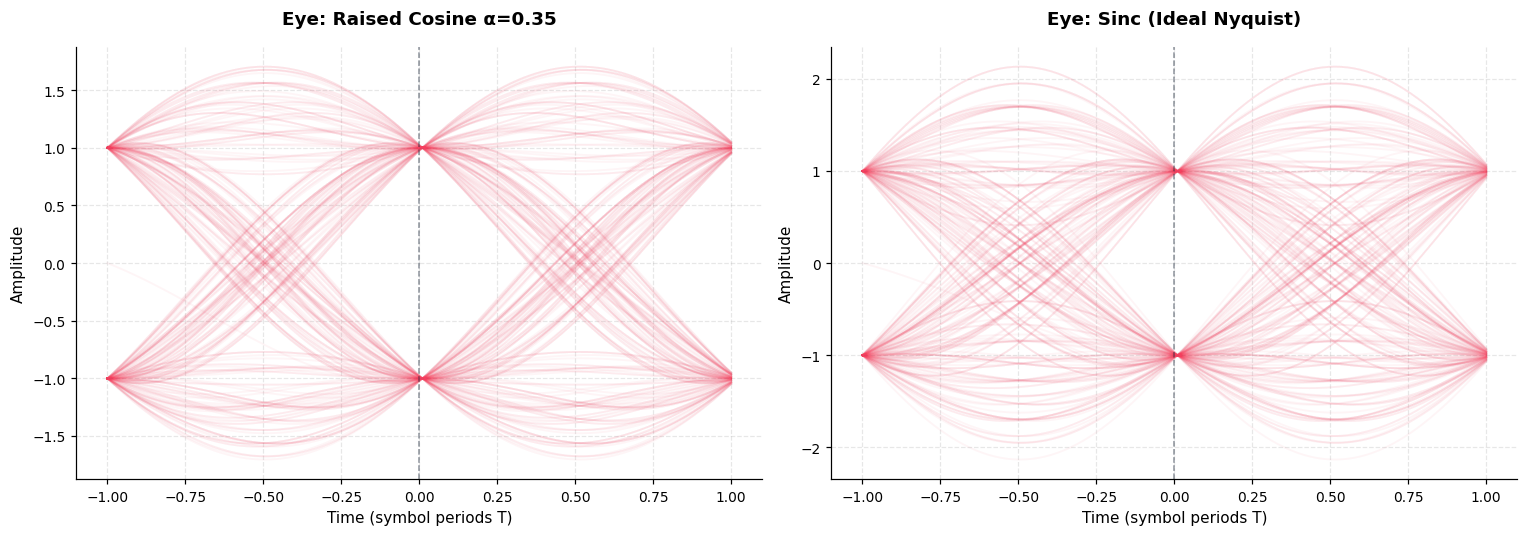 Eye: Raised Cosine α=0.35
Amplitude
1.5
1.0
0.5
0.0
−0.5
−1.0
−1.5
−1.00 −0.75 −0.50 −0.25 0.00 0.25 0.50 0.75 1.00
Time (symbol periods T)
Eye: Sinc (Ideal Nyquist)
Amplitude
2
1
0
−1
−2
−1.00 −0.75 −0.50 −0.25 0.00 0.25 0.50 0.75 1.00
Time (symbol periods T)